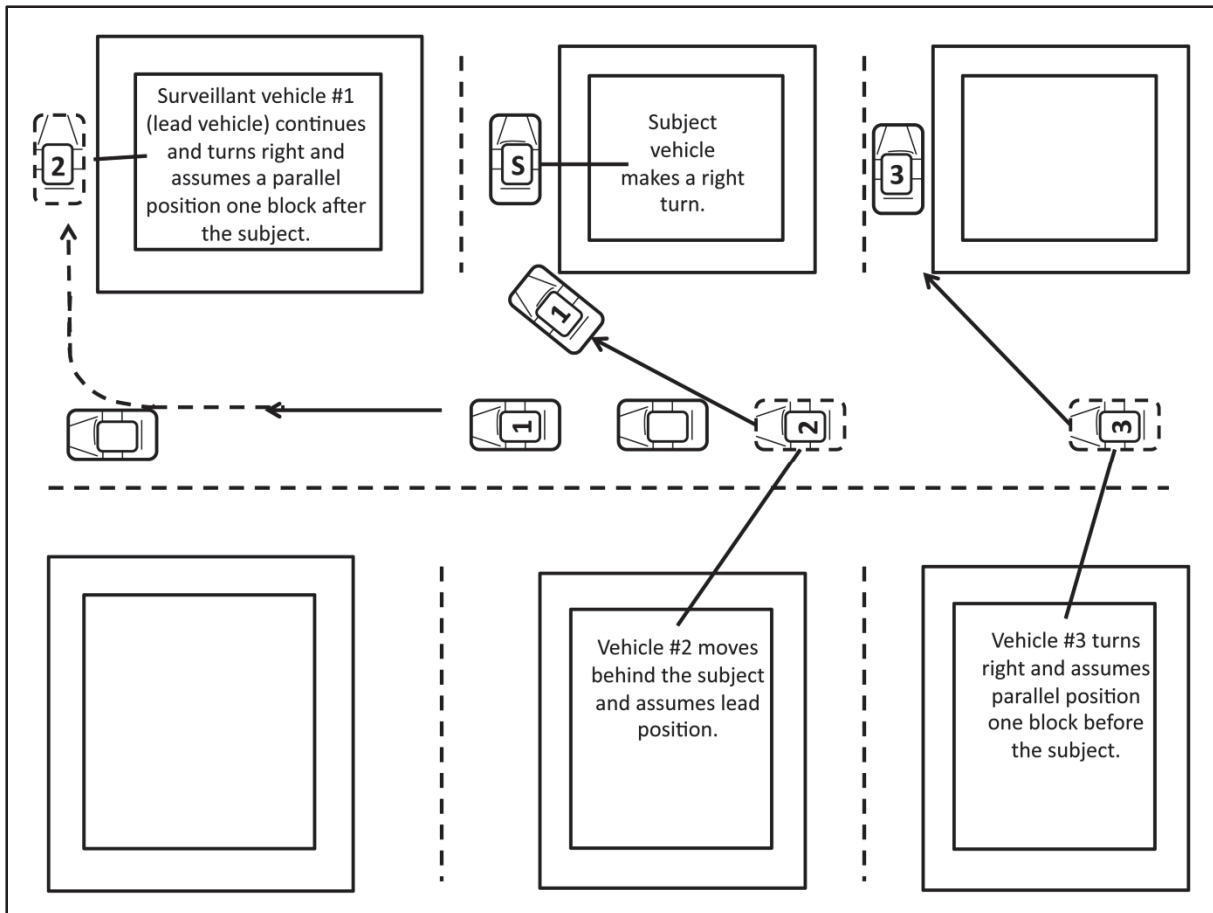 Surveillant vehicle #1
(lead vehicle) continues
and turns right and
assumes a parallel
position one block after
the subject.
2
S
Subject
vehicle
makes a right
turn.
3
1
1
2
3
Vehicle #2 moves
behind the subject
and assumes lead
position.
Vehicle #3 turns
right and assumes
parallel position
one block before
the subject.